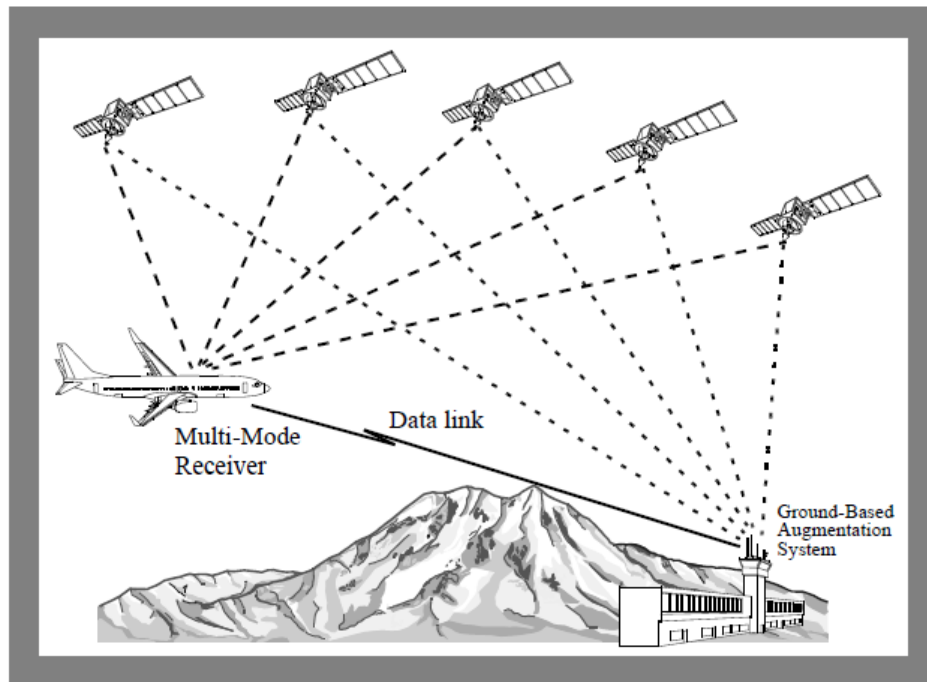 Data link
Multi-Mode
Receiver
Ground-Based
Augmentation
System